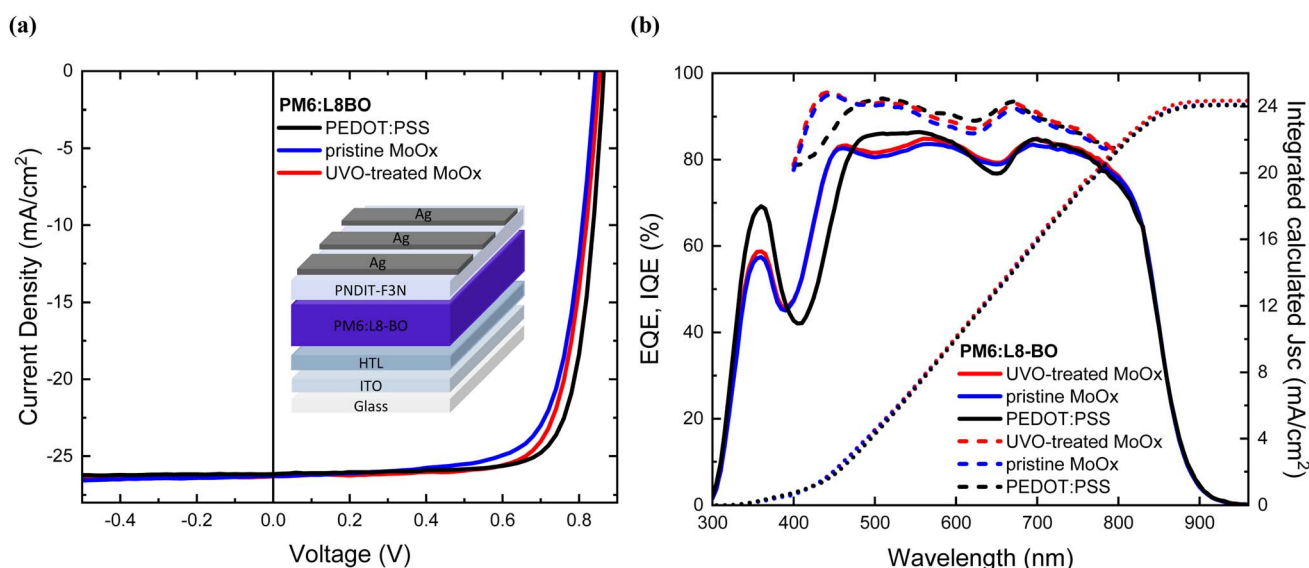 (a)
0
-5
-10
-15
-20
-25
Current Density (mA/cm²)
-0.4
-0.2
0.0
0.2
0.4
0.6
0.8
Voltage (V)
PM6:L8BO
PEDOT:PSS
pristine MoOx
UVO-treated MoOx
Ag
Ag
Ag
PNDIT-F3N
PM6:L8-BO
HTL
ITO
Glass
(b)
100
80
60
40
20
0
EQE, IQE (%)
300
400
500
600
700
800
900
Wavelength (nm)
24
20
16
12
8
4
0
Integrated calculated Jsc (mA/cm²)
PM6:L8-BO
UVO-treated MoOx
pristine MoOx
PEDOT:PSS
UVO-treated MoOx
pristine MoOx
PEDOT:PSS